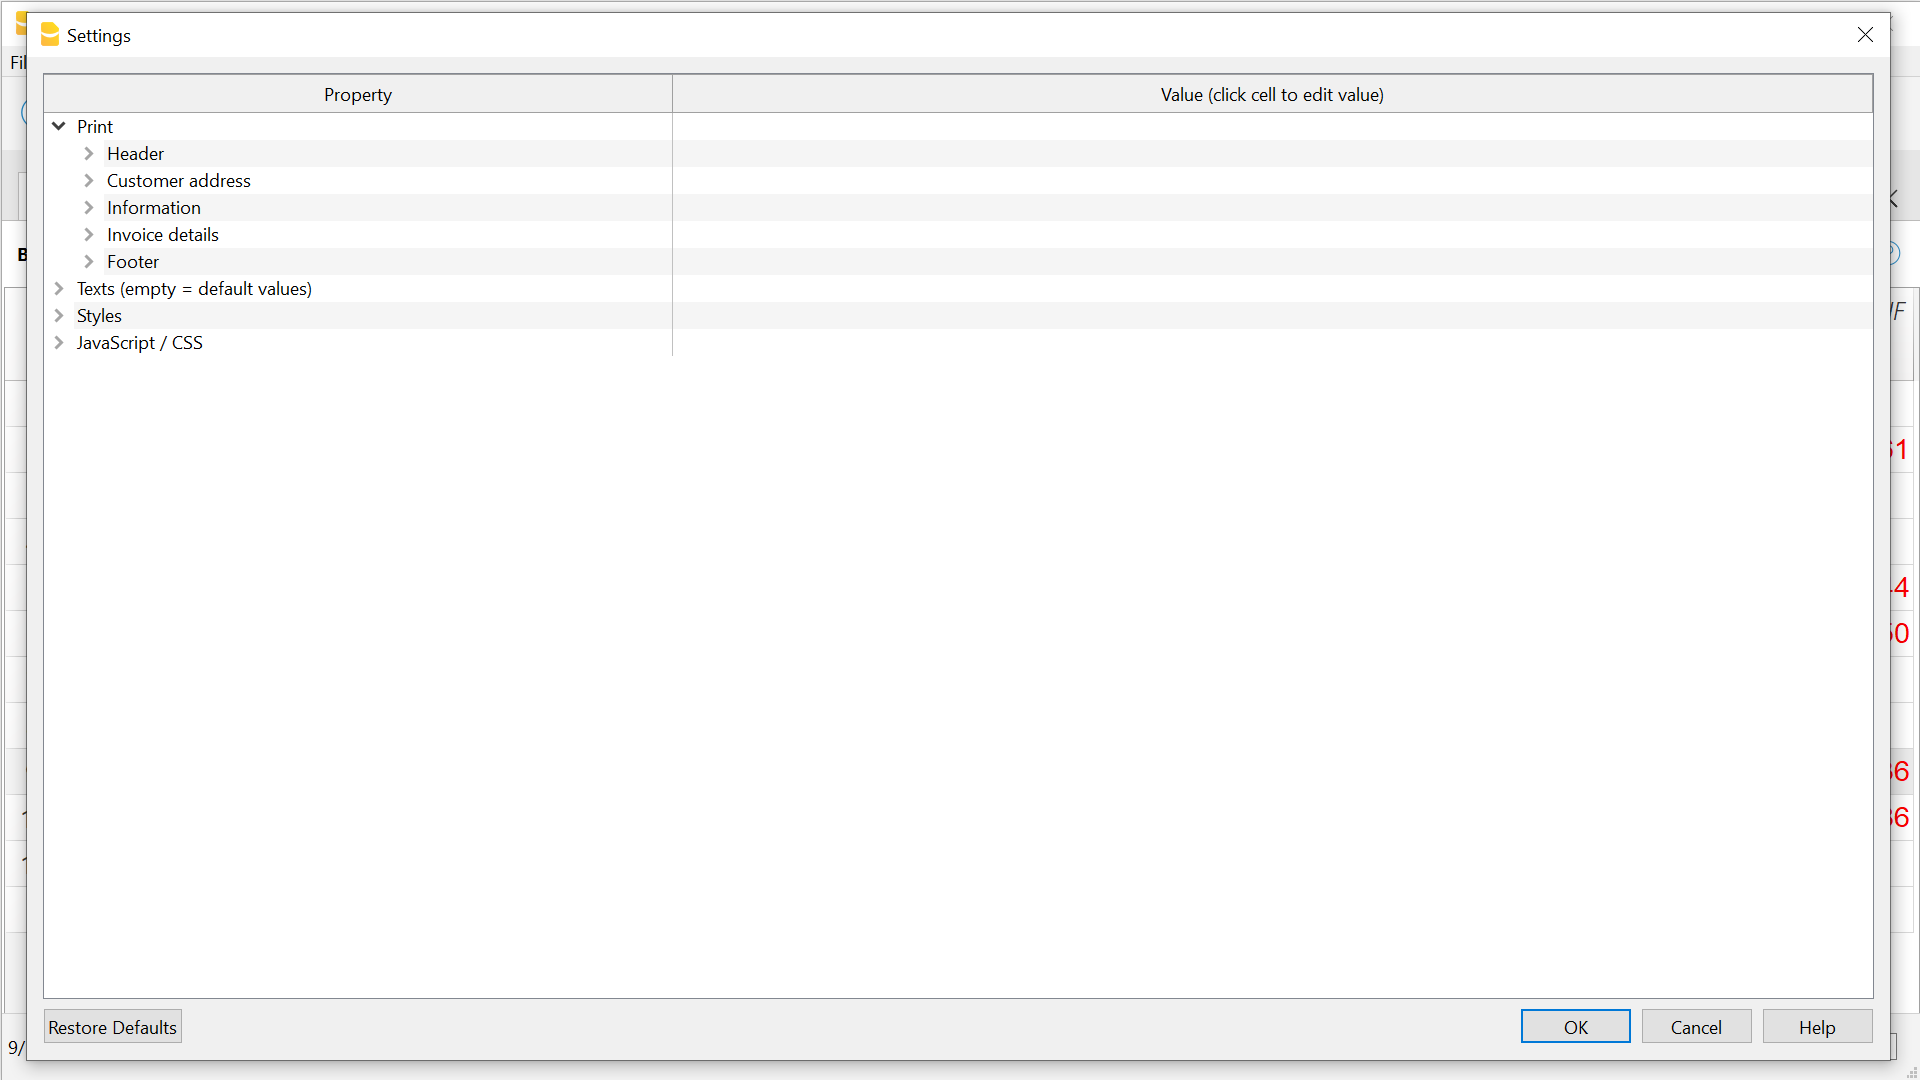 Settings
Property
Value (click cell to edit value)
Print
Header
Customer address
Information
Invoice details
Footer
Texts (empty = default values)
Styles
JavaScript / CSS
Restore Defaults
OK
Cancel
Help
9/